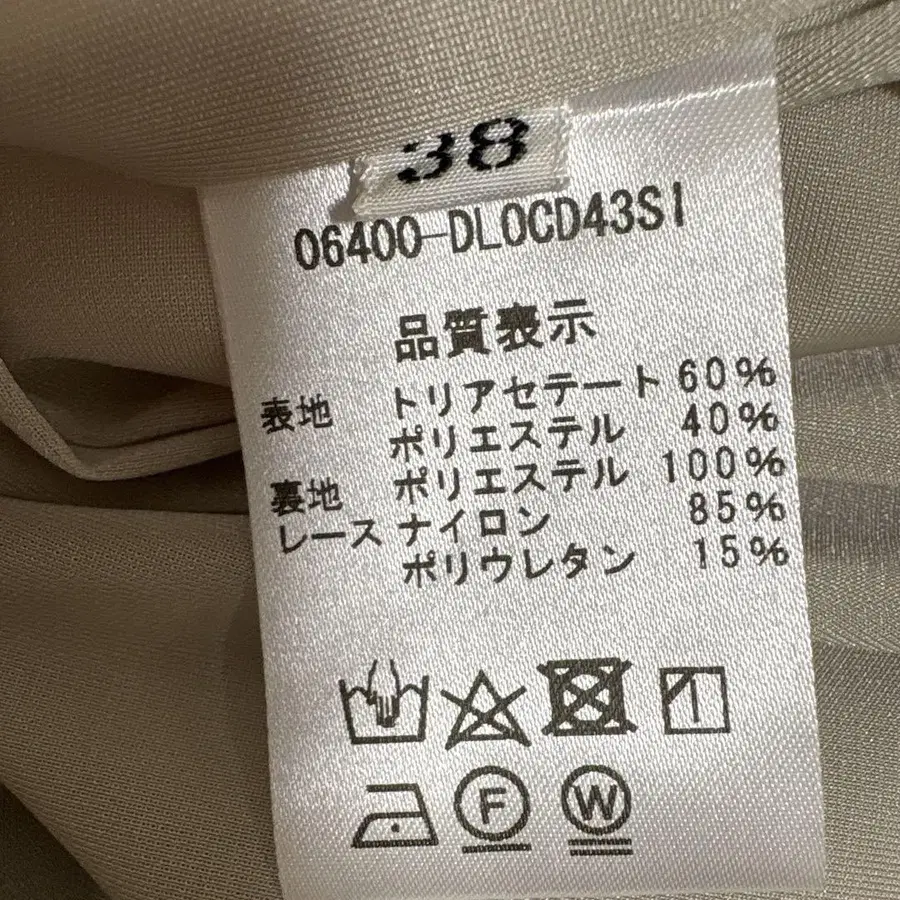 38
06400-DL0CD43SI
品質表示
表地 トリアセテート 60%
ポリエステル 40%
裏地 ポリエステル 100%
レース ナイロン 85%
ポリウレタン 15%
F W